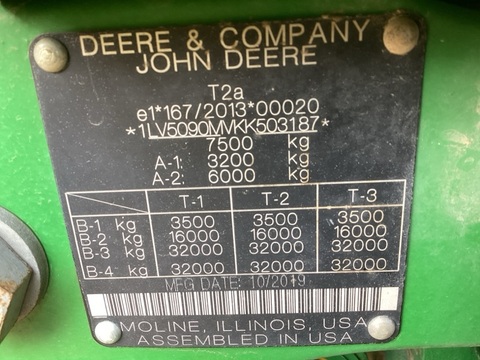 DEERE & COMPANY
JOHN DEERE
T2a
e1*167/2013*00020
*1LV5090MVKK503187*
7500 kg
A-1: 3200 kg
A-2: 6000 kg
T-1 T-2 T-3
B-1 kg 3500 3500 3500
B-2 kg 16000 16000 16000
B-3 kg 32000 32000 32000
B-4 kg 32000 32000 32000
MFG DATE: 10/2019
MOLINE, ILLINOIS, USA
ASSEMBLED IN USA